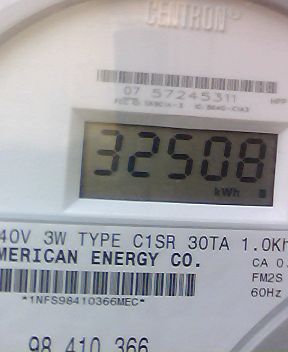 CENTRON®
07 57245311 HPP
32508
kWh
40V 3W TYPE C1SR 30TA 1.0Kh
MERICAN ENERGY CO. CA 0.
FM2S
*1NFS98410366MEC* 60Hz
98 410 366